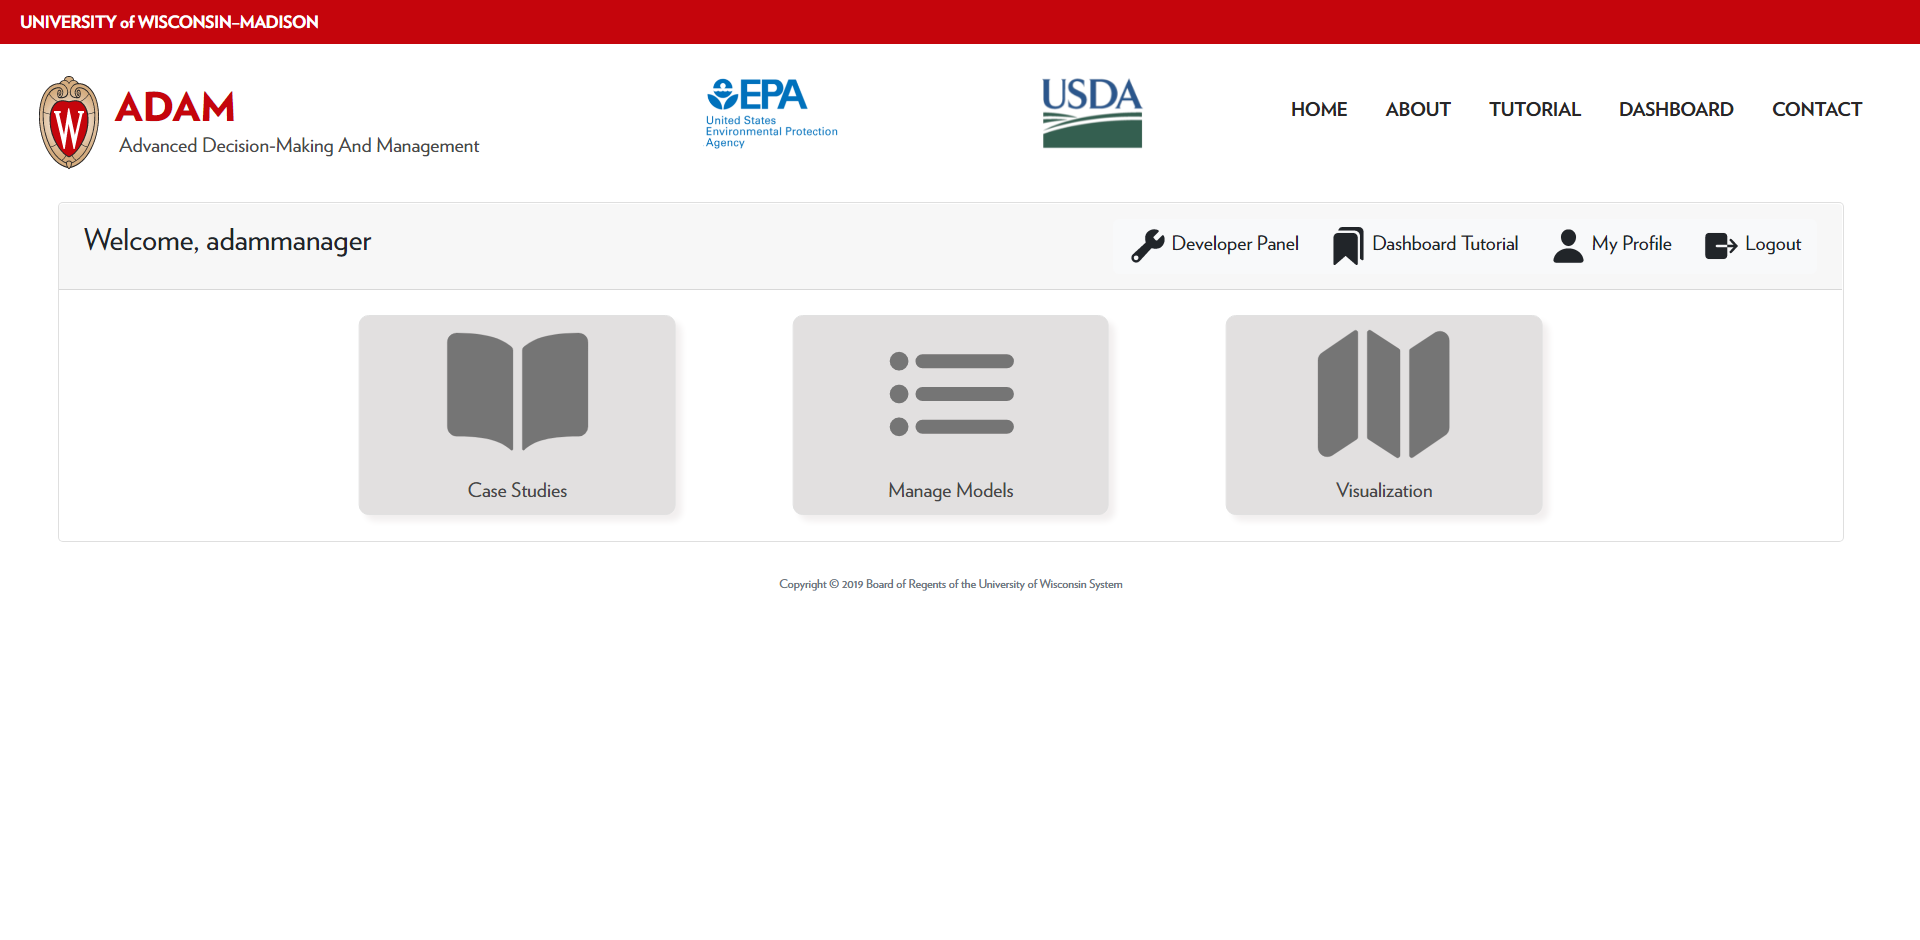 UNIVERSITY of WISCONSIN–MADISON
W
ADAM
Advanced Decision-Making And Management
EPA
United States
Environmental Protection
Agency
USDA
HOME ABOUT TUTORIAL DASHBOARD CONTACT
Welcome, adammanager
Developer Panel Dashboard Tutorial My Profile Logout
Case Studies Manage Models Visualization
Copyright © 2019 Board of Regents of the University of Wisconsin System